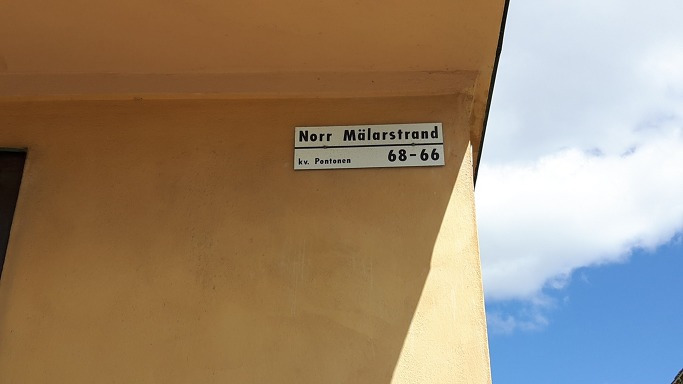 Norr Mälarstrand
kv. Pontonen 68-66